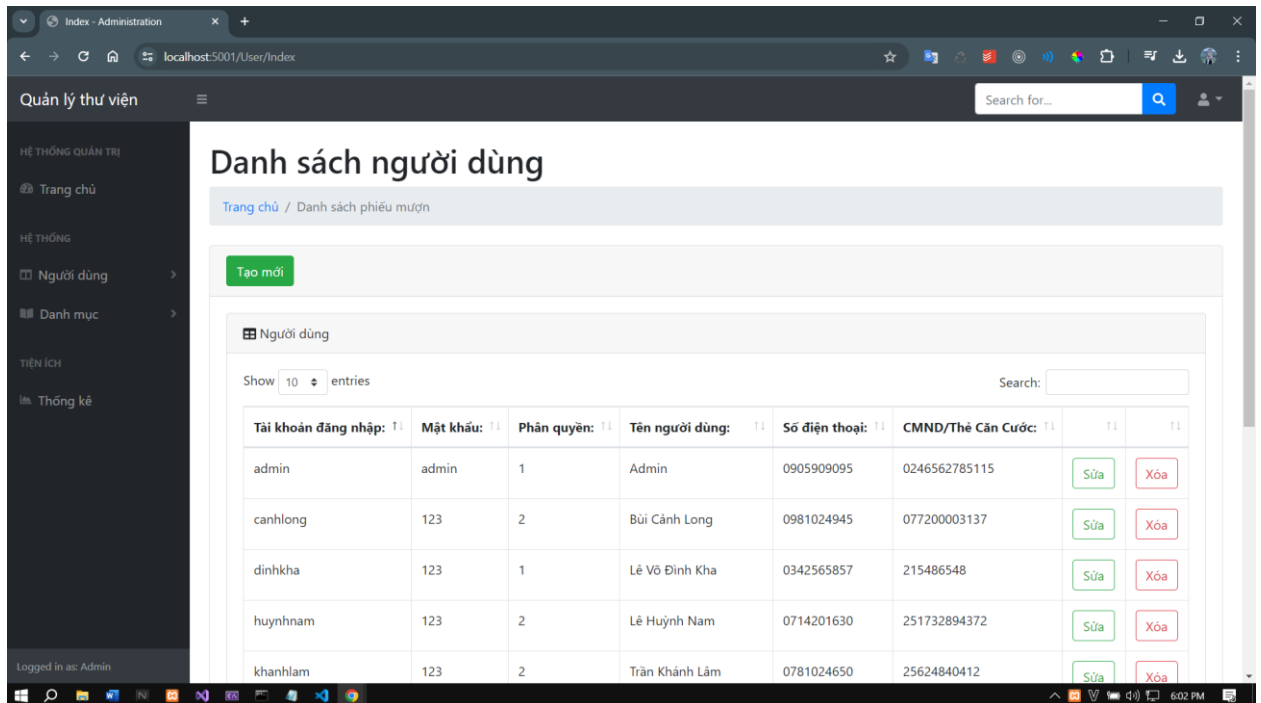 Index - Administration
localhost:5001/User/Index
Quản lý thư viện
Search for...
HỆ THỐNG QUẢN TRỊ
Trang chủ
HỆ THỐNG
Người dùng
Danh mục
TIỆN ÍCH
Thống kê
Logged in as: Admin
Danh sách người dùng
Trang chủ / Danh sách phiếu mượn
Tạo mới
Người dùng
Show 10 entries
Search:
Tài khoản đăng nhập: Mật khẩu: Phân quyền: Tên người dùng: Số điện thoại: CMND/Thẻ Căn Cước:
admin admin 1 Admin 0905909095 0246562785115 Sửa Xóa
canhlong 123 2 Bùi Cảnh Long 0981024945 077200003137 Sửa Xóa
dinhkha 123 1 Lê Võ Đình Kha 0342565857 215486548 Sửa Xóa
huynhnam 123 2 Lê Huỳnh Nam 0714201630 251732894372 Sửa Xóa
khanhlam 123 2 Trần Khánh Lâm 0781024650 25624840412 Sửa Xóa
6:02 PM